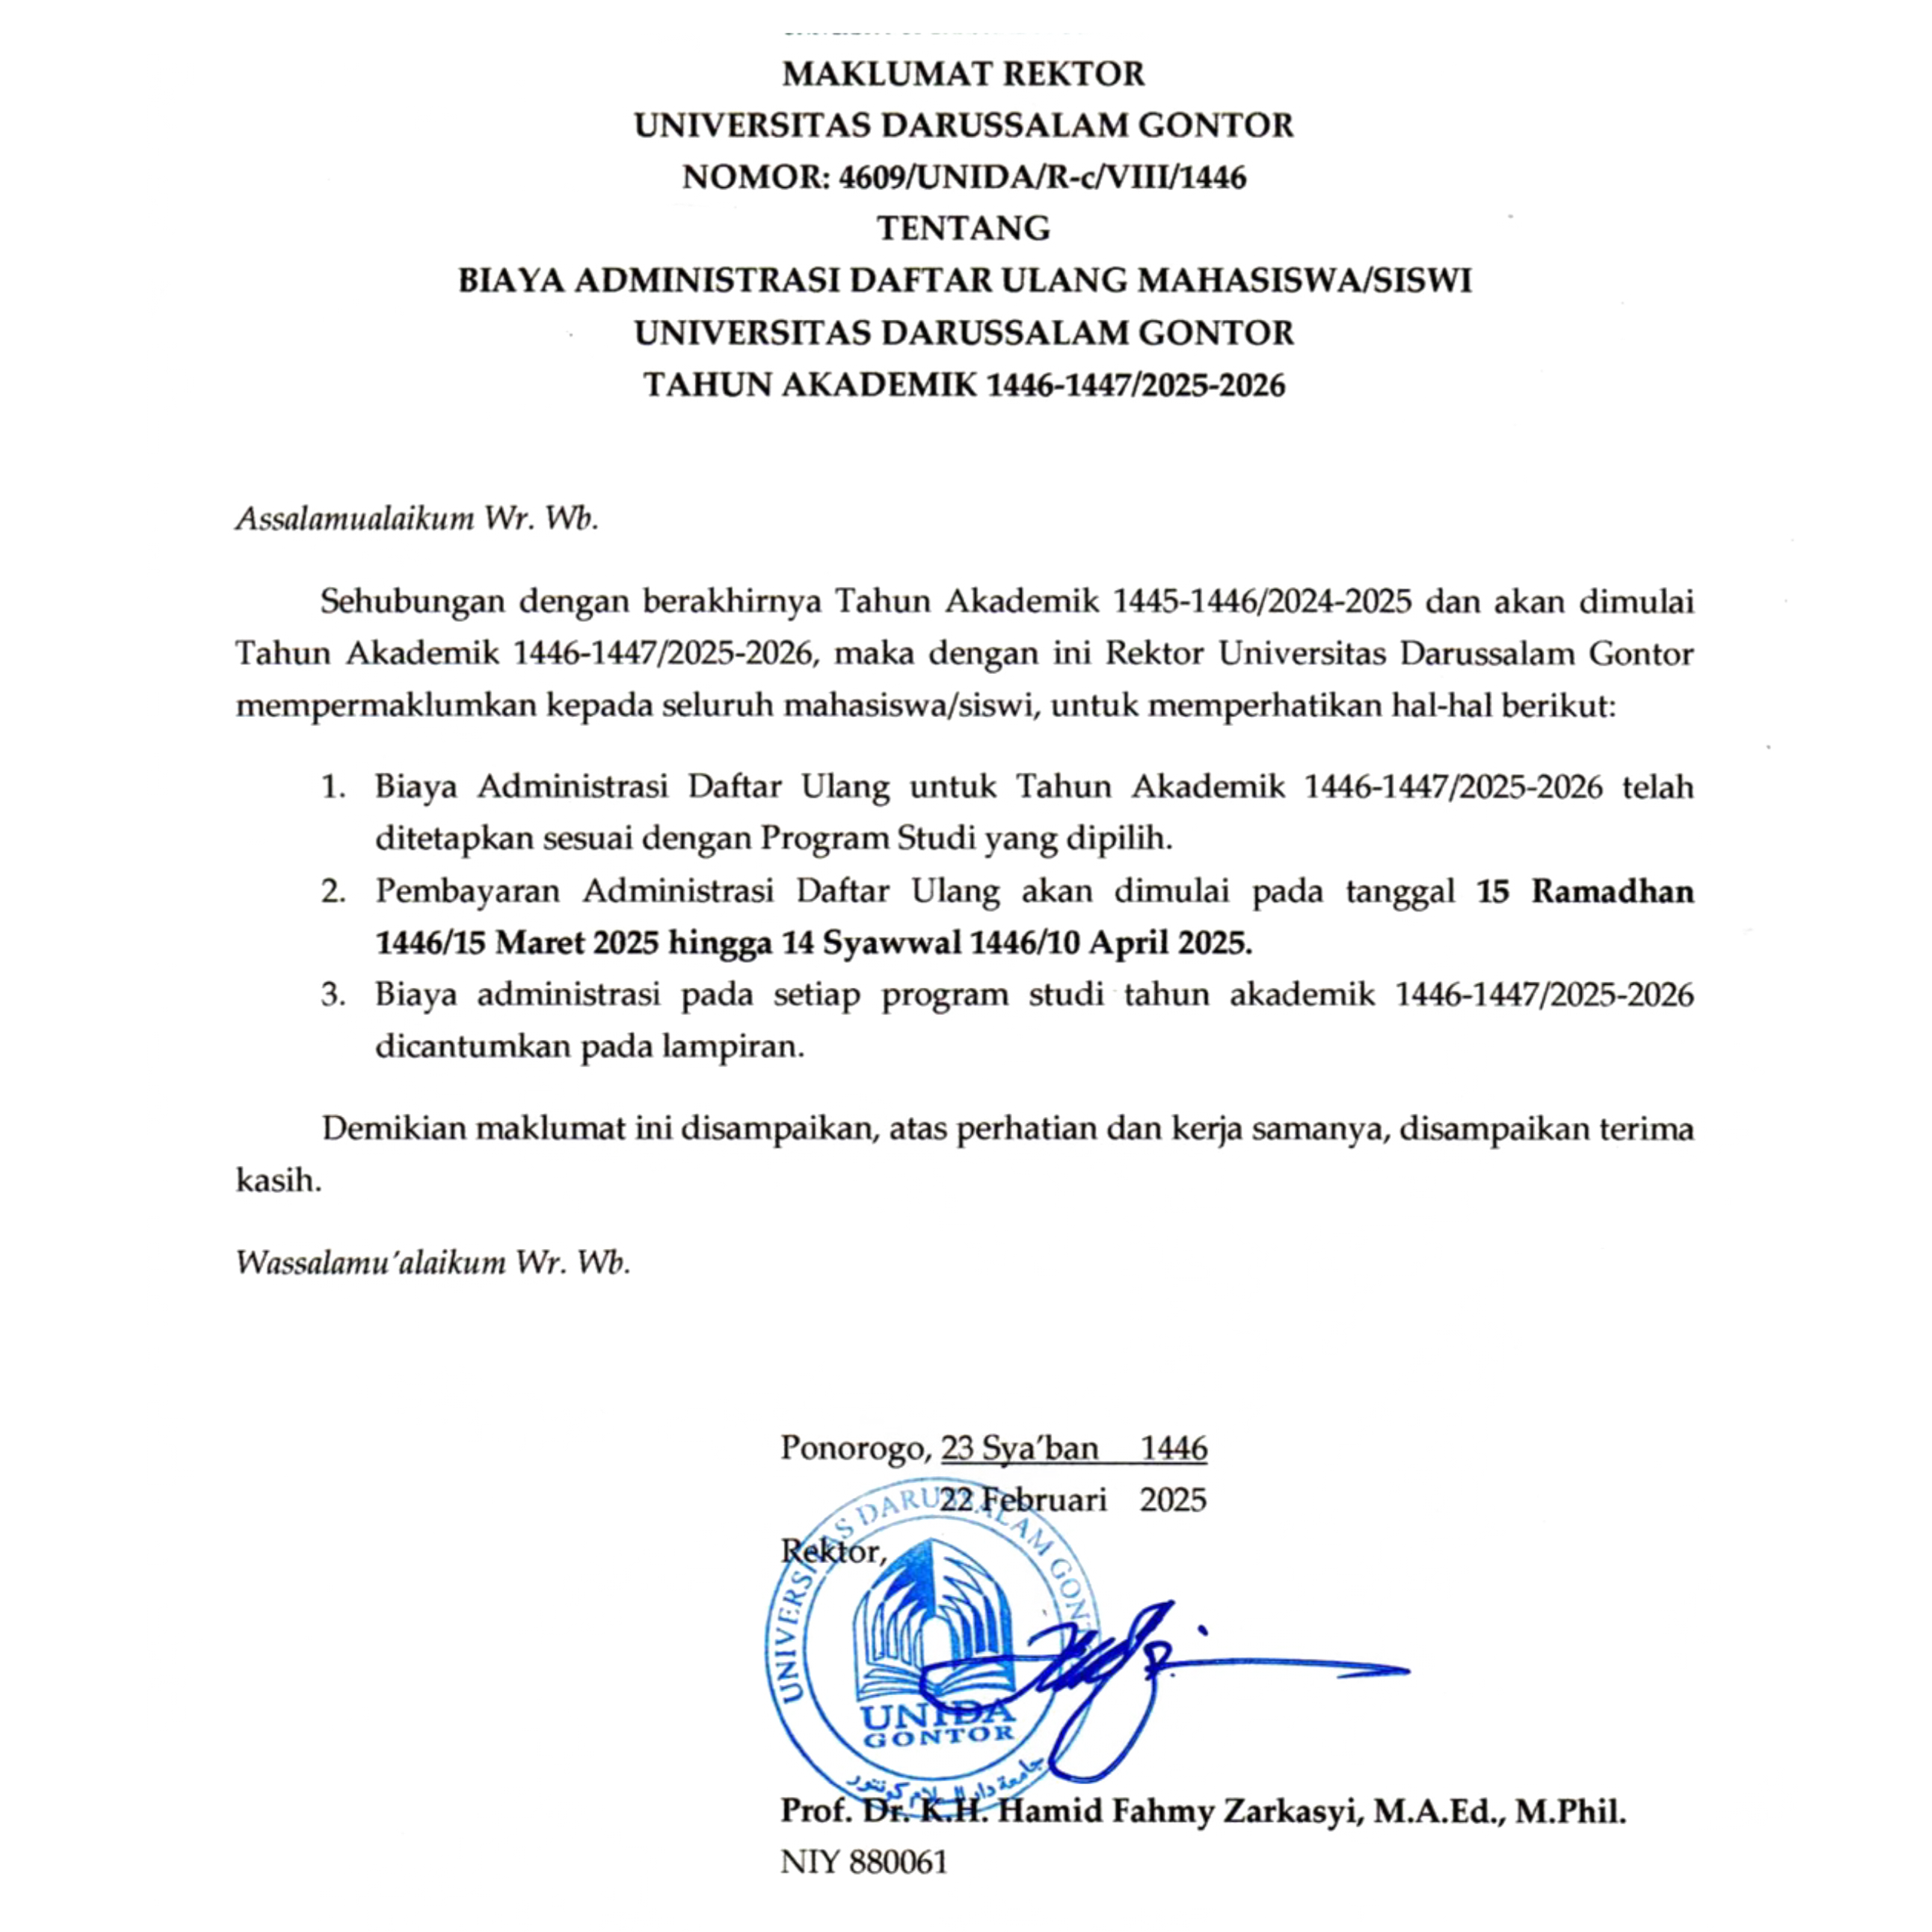 MAKLUMAT REKTOR
UNIVERSITAS DARUSSALAM GONTOR
NOMOR: 4609/UNIDA/R-c/VIII/1446
TENTANG
BIAYA ADMINISTRASI DAFTAR ULANG MAHASISWA/SISWI
UNIVERSITAS DARUSSALAM GONTOR
TAHUN AKADEMIK 1446-1447/2025-2026
Assalamualaikum Wr. Wb.
Sehubungan dengan berakhirnya Tahun Akademik 1445-1446/2024-2025 dan akan dimulai
Tahun Akademik 1446-1447/2025-2026, maka dengan ini Rektor Universitas Darussalam Gontor
mempermaklumkan kepada seluruh mahasiswa/siswi, untuk memperhatikan hal-hal berikut:
1. Biaya Administrasi Daftar Ulang untuk Tahun Akademik 1446-1447/2025-2026 telah
ditetapkan sesuai dengan Program Studi yang dipilih.
2. Pembayaran Administrasi Daftar Ulang akan dimulai pada tanggal 15 Ramadhan
1446/15 Maret 2025 hingga 14 Syawwal 1446/10 April 2025.
3. Biaya administrasi pada setiap program studi tahun akademik 1446-1447/2025-2026
dicantumkan pada lampiran.
Demikian maklumat ini disampaikan, atas perhatian dan kerja samanya, disampaikan terima
kasih.
Wassalamu'alaikum Wr. Wb.
Ponorogo, 23 Sya'ban 1446
22 Februari 2025
Rektor,
UNIVERSITAS DARUSSALAM GONTOR
UNIDA
GONTOR
جامعة دار السلام كونتور
Prof. Dr. K.H. Hamid Fahmy Zarkasyi, M.A.Ed., M.Phil.
NIY 880061